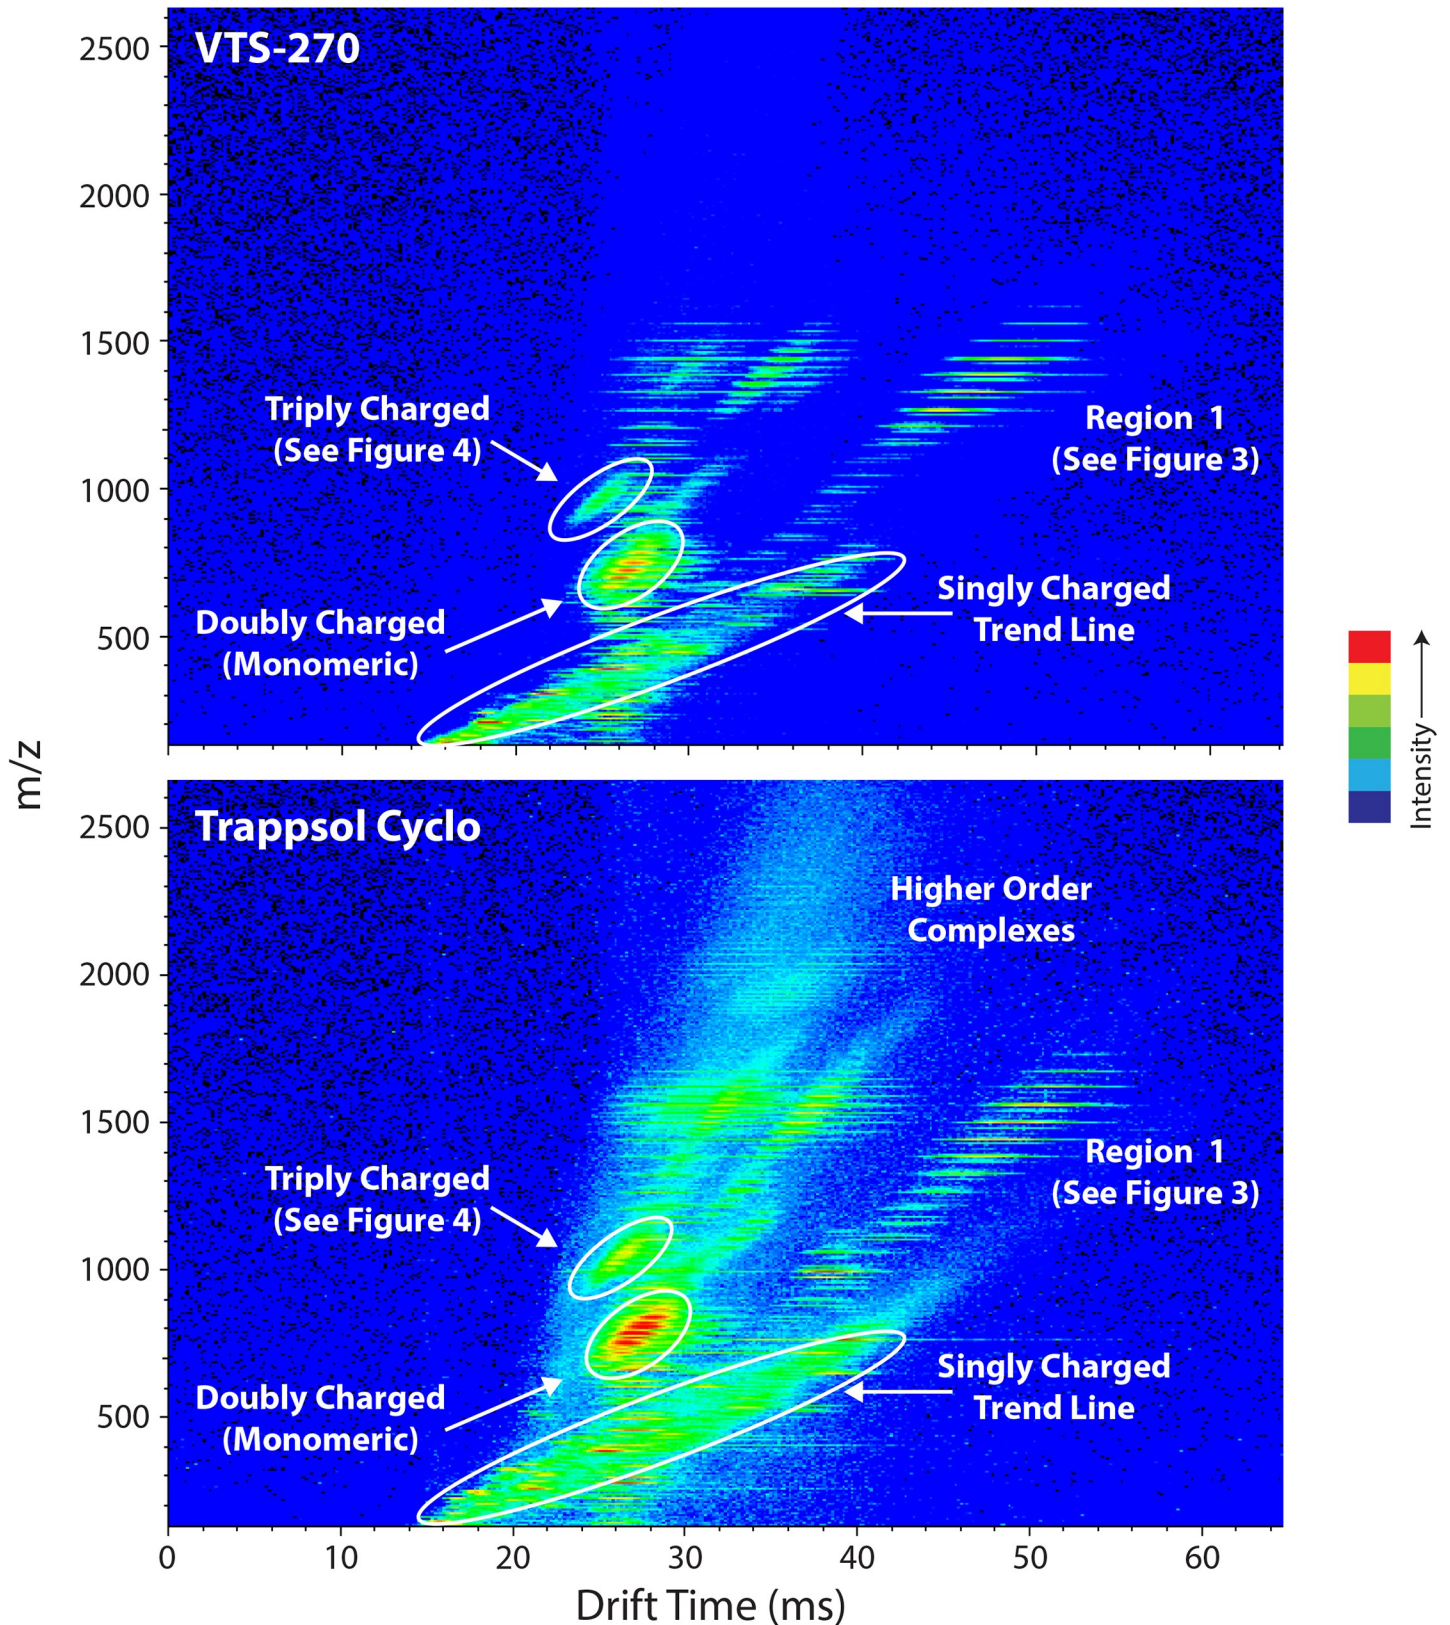 VTS-270
2500
2000
1500
Triply Charged
(See Figure 4)
Region 1
(See Figure 3)
1000
Singly Charged
Trend Line
Doubly Charged
(Monomeric)
500
m/z
Intensity
Trappsol Cyclo
2500
Higher Order
Complexes
2000
1500
Region 1
(See Figure 3)
Triply Charged
(See Figure 4)
1000
Singly Charged
Trend Line
Doubly Charged
(Monomeric)
500
0 10 20 30 40 50 60
Drift Time (ms)